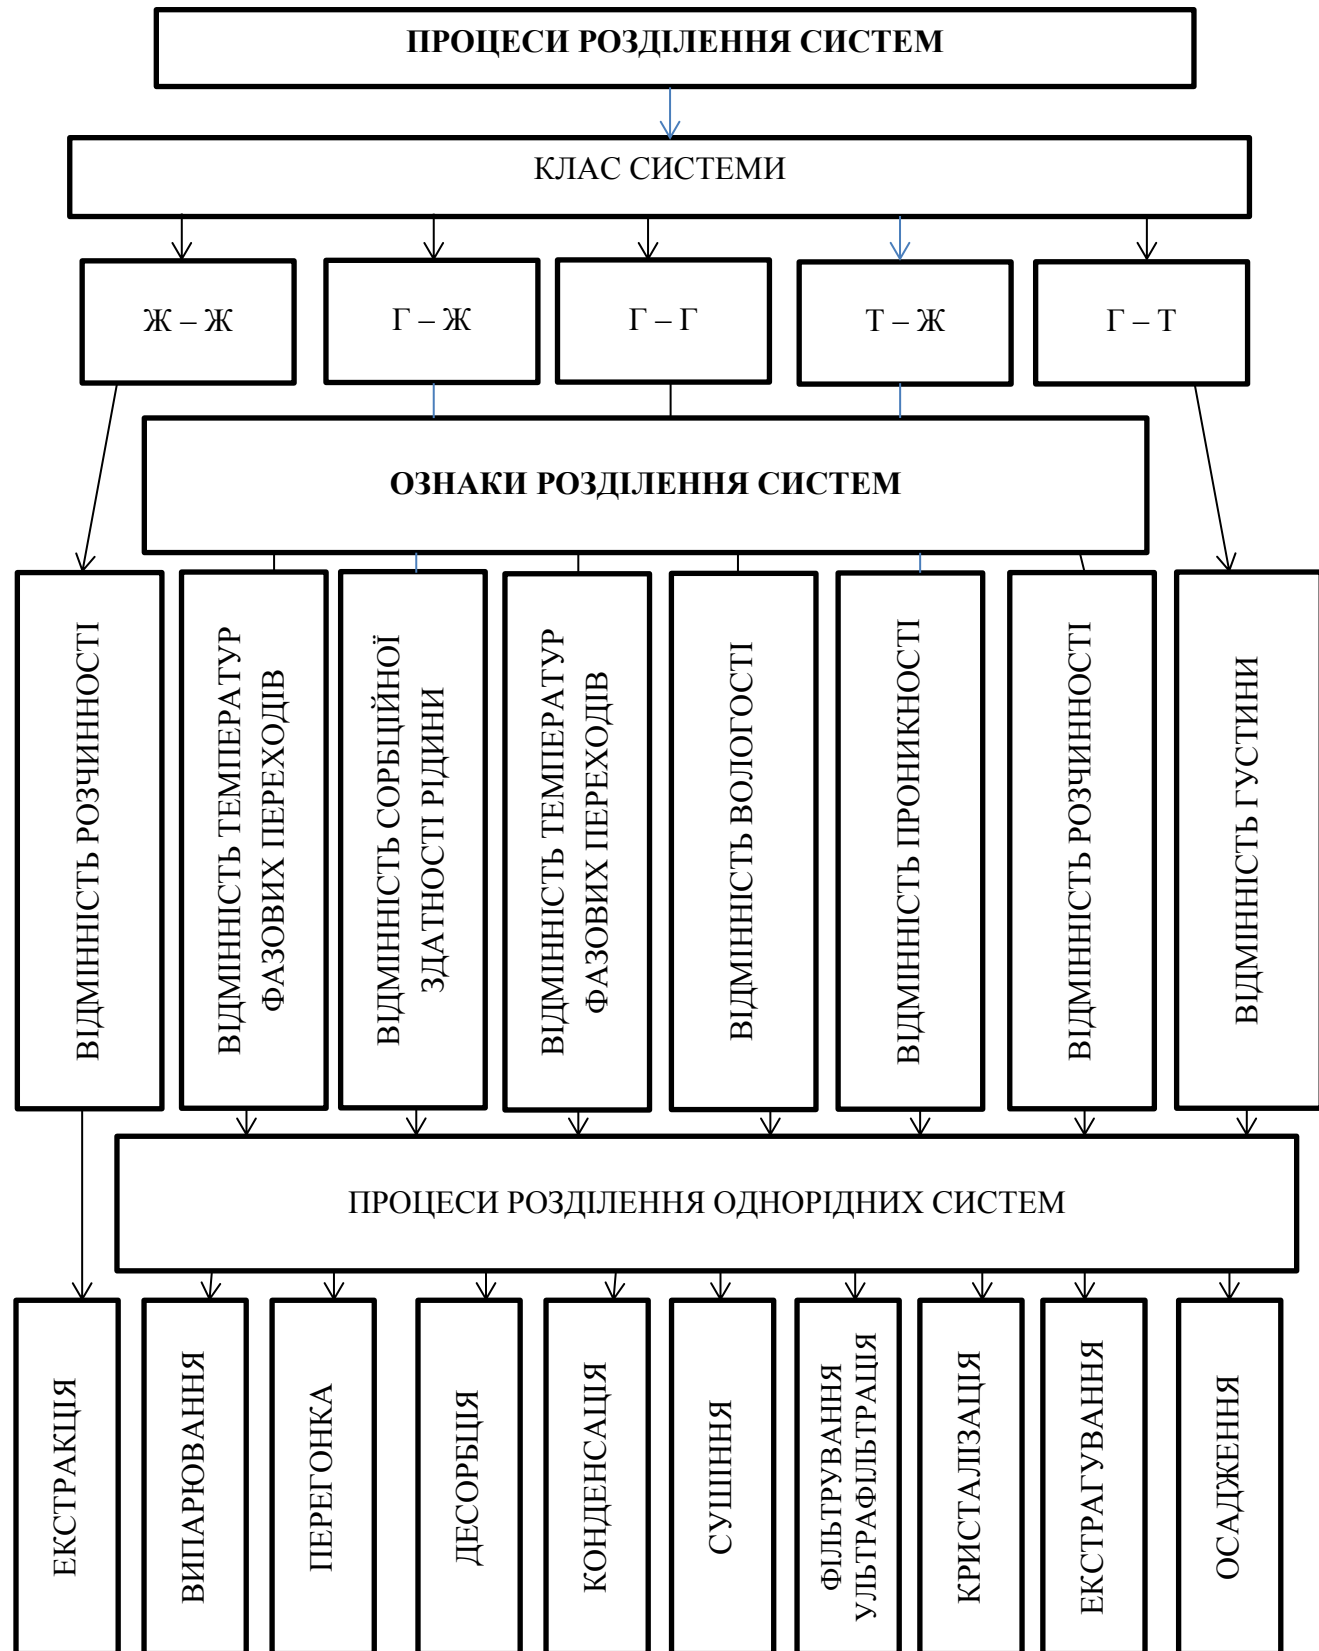 ПРОЦЕСИ РОЗДІЛЕННЯ СИСТЕМ
КЛАС СИСТЕМИ
Ж – Ж
Г – Ж
Г – Г
Т – Ж
Г – Т
ОЗНАКИ РОЗДІЛЕННЯ СИСТЕМ
ВІДМІННІСТЬ РОЗЧИННОСТІ
ВІДМІННІСТЬ ТЕМПЕРАТУР
ФАЗОВИХ ПЕРЕХОДІВ
ВІДМІННІСТЬ СОРБЦІЙНОЇ
ЗДАТНОСТІ РІДИНИ
ВІДМІННІСТЬ ТЕМПЕРАТУР
ФАЗОВИХ ПЕРЕХОДІВ
ВІДМІННІСТЬ ВОЛОГОСТІ
ВІДМІННІСТЬ ПРОНИКНОСТІ
ВІДМІННІСТЬ РОЗЧИННОСТІ
ВІДМІННІСТЬ ГУСТИНИ
ПРОЦЕСИ РОЗДІЛЕННЯ ОДНОРІДНИХ СИСТЕМ
ЕКСТРАКЦІЯ
ВИПАРЮВАННЯ
ПЕРЕГОНКА
ДЕСОРБЦІЯ
КОНДЕНСАЦІЯ
СУШІННЯ
ФІЛЬТРУВАННЯ
УЛЬТРАФІЛЬТРАЦІЯ
КРИСТАЛІЗАЦІЯ
ЕКСТРАГУВАННЯ
ОСАДЖЕННЯ